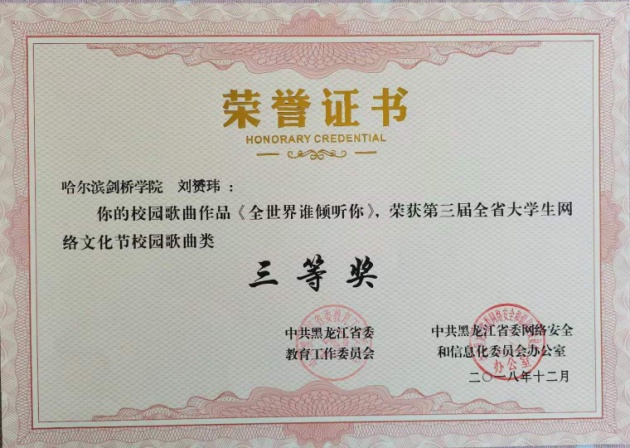 荣誉证书
HONORARY CREDENTIAL
哈尔滨剑桥学院 刘赟玮：
你的校园歌曲作品《全世界谁倾听你》，荣获第三届全省大学生网
络文化节校园歌曲类
三等奖
中共黑龙江省委
教育工作委员会
中共黑龙江省委网络安全
和信息化委员会办公室
办公室
二〇一八年十二月